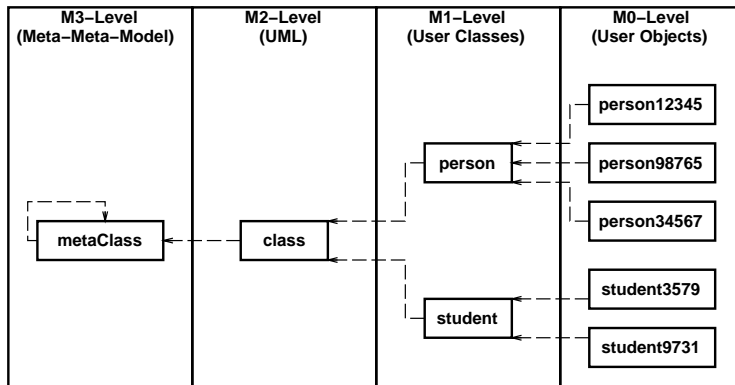 M3-Level
(Meta-Meta-Model)
M2-Level
(UML)
M1-Level
(User Classes)
M0-Level
(User Objects)
metaClass
class
person
student
person12345
person98765
person34567
student3579
student9731